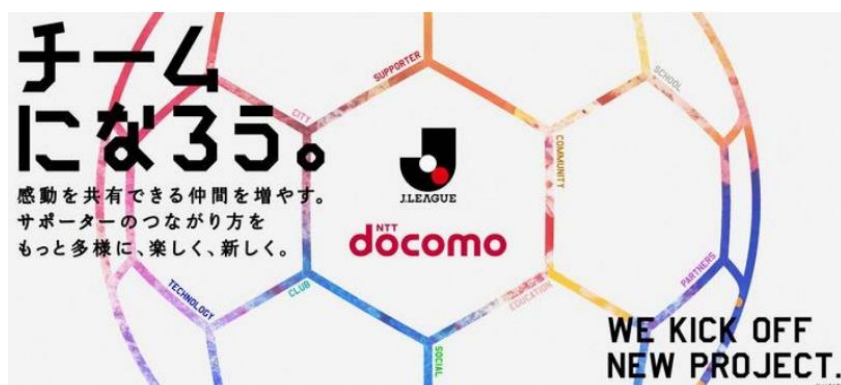 チーム
になろう。
感動を共有できる仲間を増やす。
サポーターのつながり方を
もっと多様に、楽しく、新しく。
SUPPORTER
CITY
SCHOOL
COMMUNITY
J.LEAGUE
NTT
docomo
TECHNOLOGY
CLUB
EDUCATION
PARTNERS
SOCIAL
WE KICK OFF
NEW PROJECT.